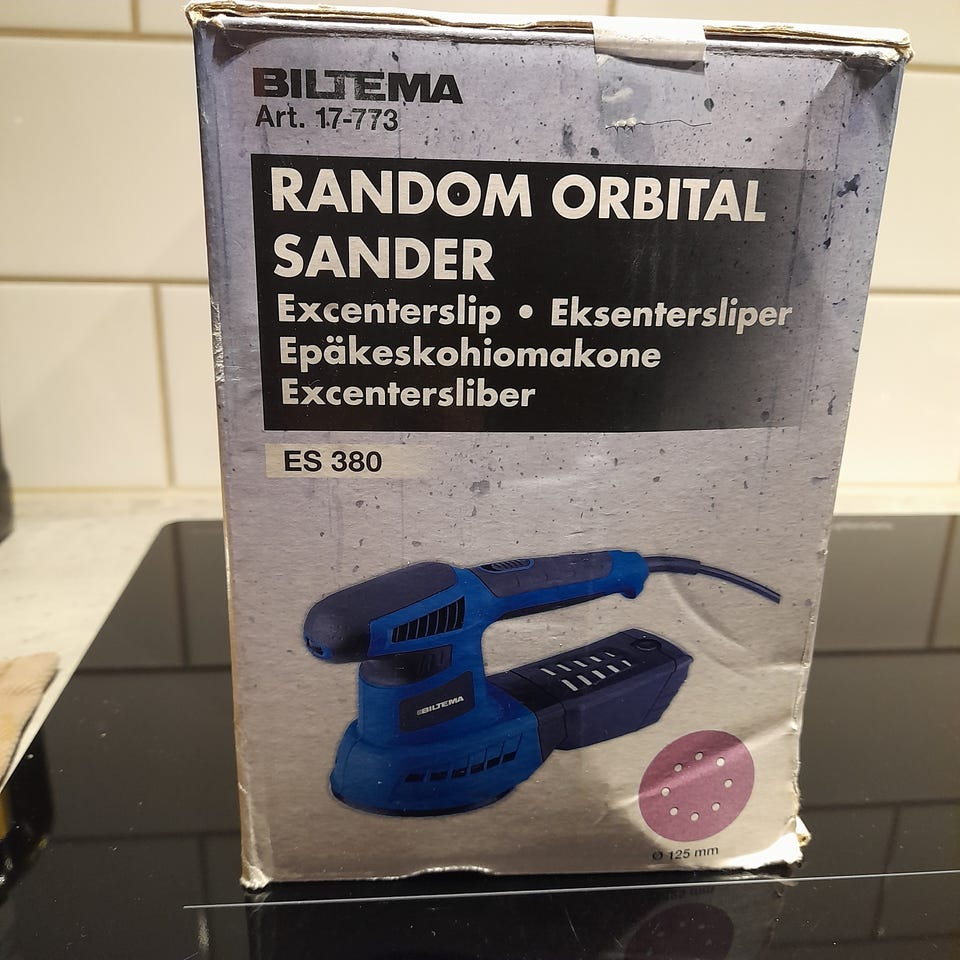 BILTEMA
Art. 17-773
RANDOM ORBITAL
SANDER
Excenterslip • Eksentersliper
Epäkeskohiomakone
Excentersliber
ES 380
BILTEMA
Ø 125 mm